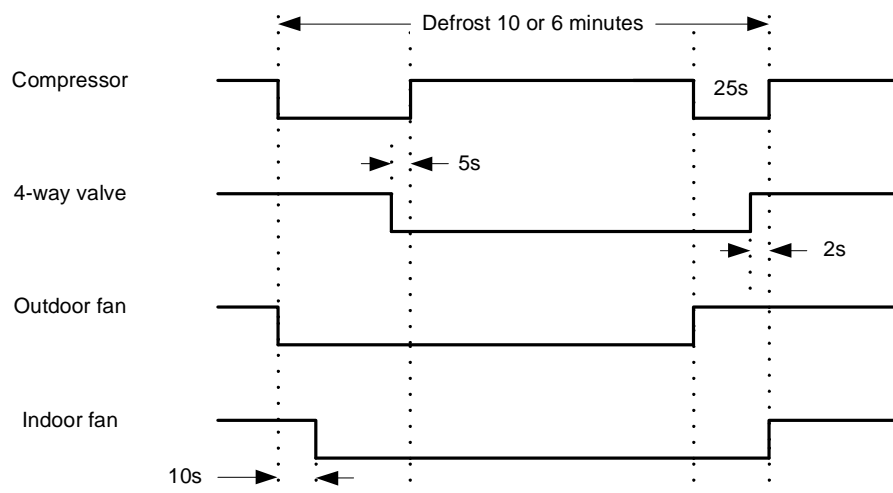 Defrost 10 or 6 minutes
Compressor
25s
5s
4-way valve
2s
Outdoor fan
Indoor fan
10s